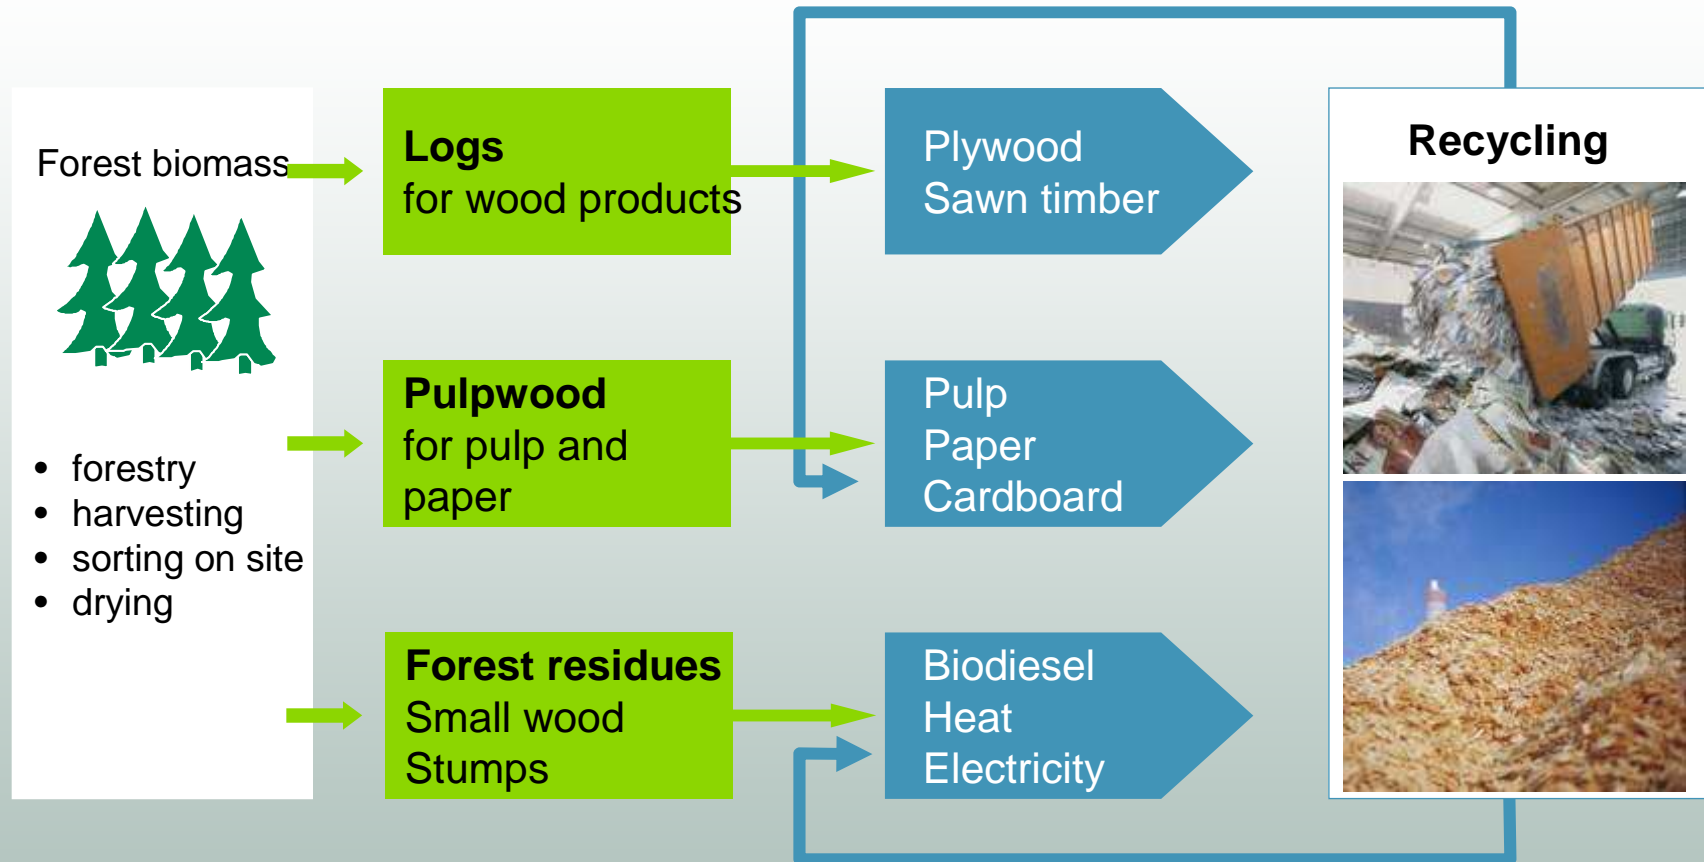 Forest biomass
• forestry
• harvesting
• sorting on site
• drying
Logs
for wood products
Pulpwood
for pulp and
paper
Forest residues
Small wood
Stumps
Plywood
Sawn timber
Pulp
Paper
Cardboard
Biodiesel
Heat
Electricity
Recycling